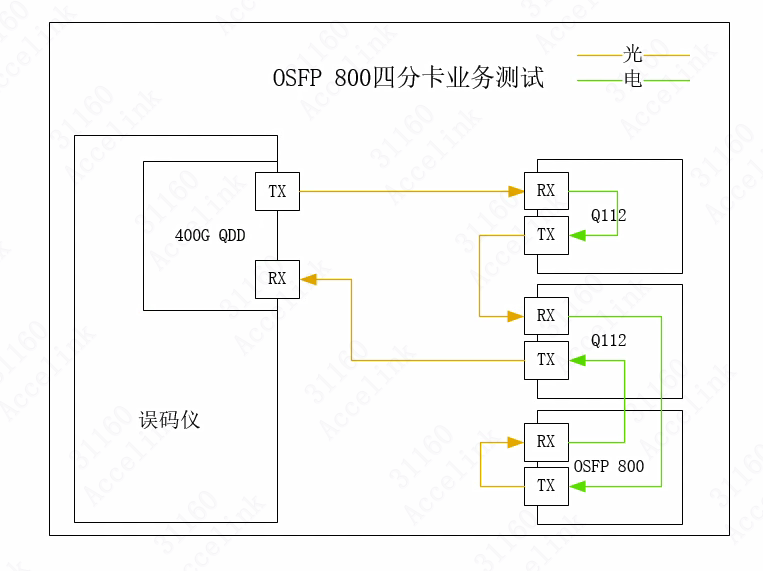 光
OSFP 800四分卡业务测试
电
TX
RX
400G QDD
Q112
TX
RX
RX
Q112
TX
误码仪
RX
OSFP 800
TX
31160
Accelink